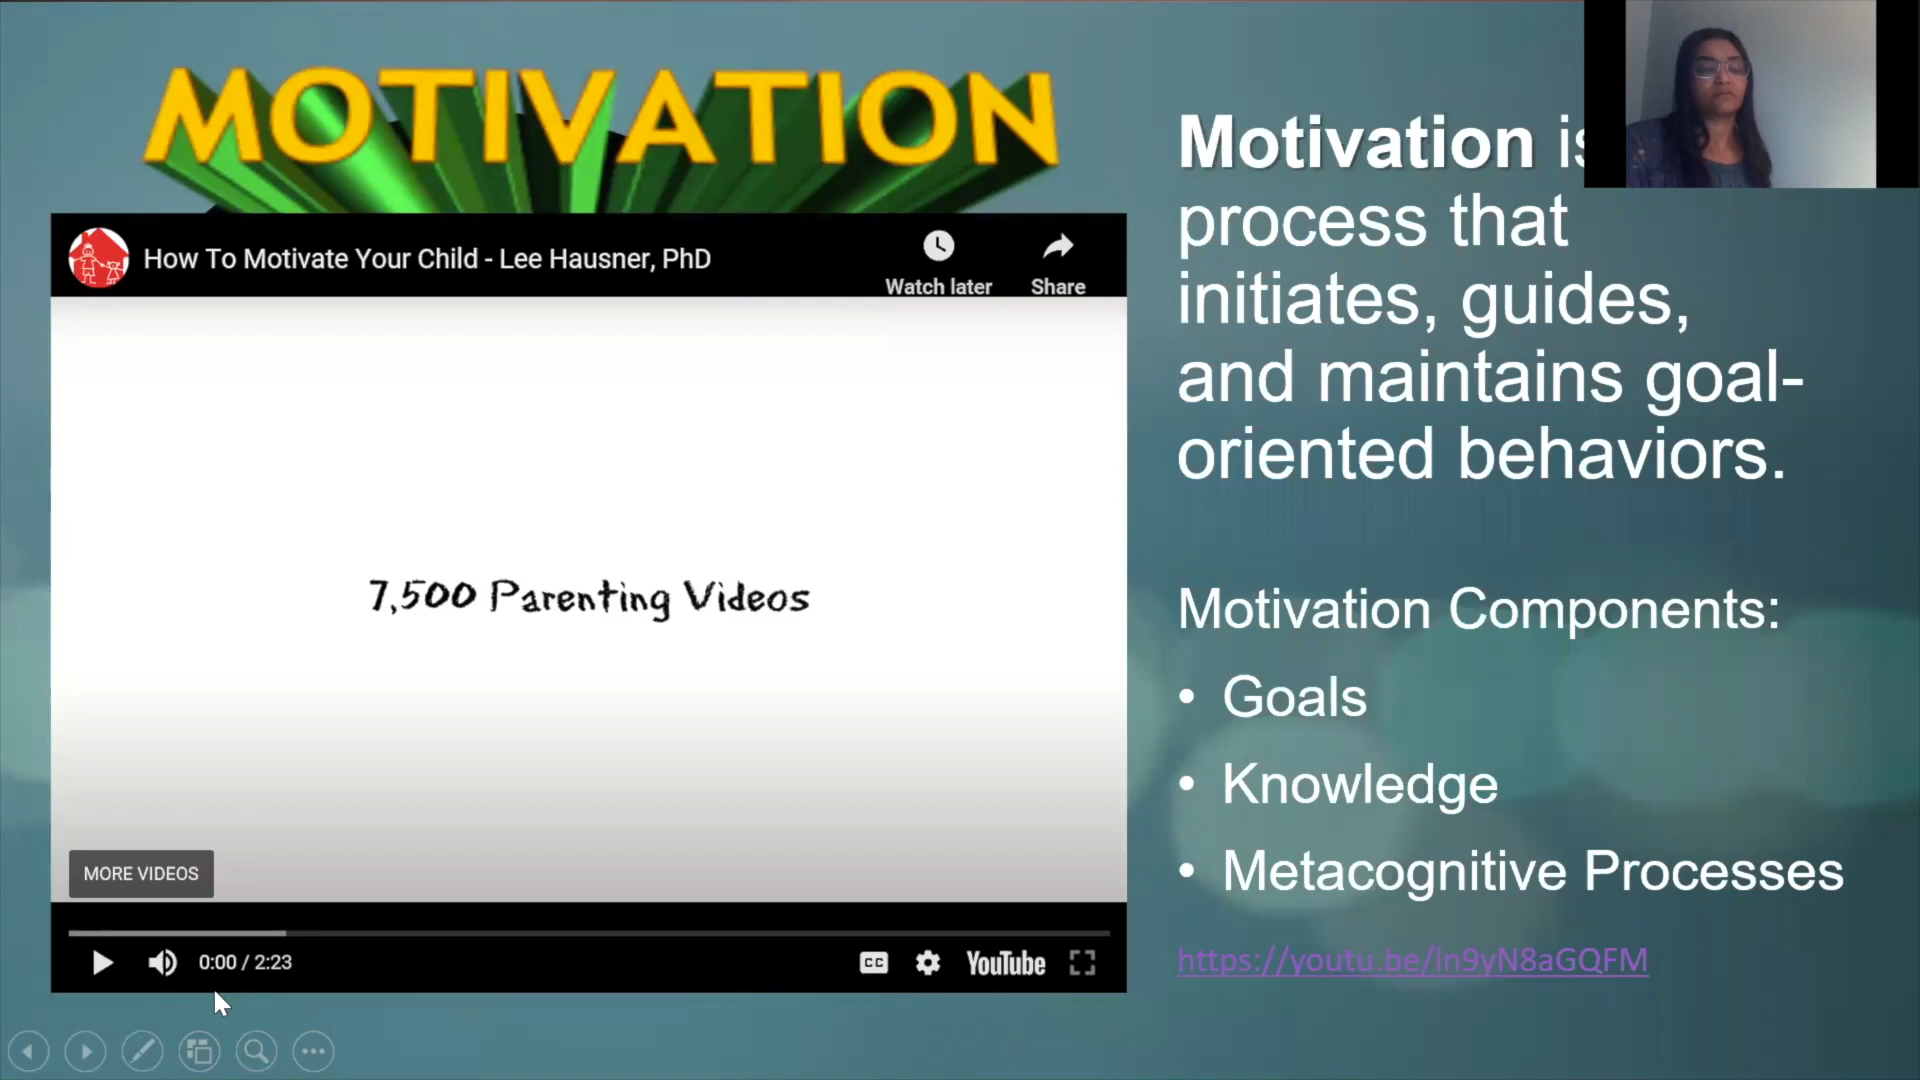 MOTIVATION
How To Motivate Your Child - Lee Hausner, PhD
Watch later
Share
7,500 Parenting Videos
MORE VIDEOS
0:00 / 2:23
CC
YouTube
Motivation is
process that
initiates, guides,
and maintains goal-
oriented behaviors.
Motivation Components:
• Goals
• Knowledge
• Metacognitive Processes
https://youtu.be/ln9yN8aGQFM